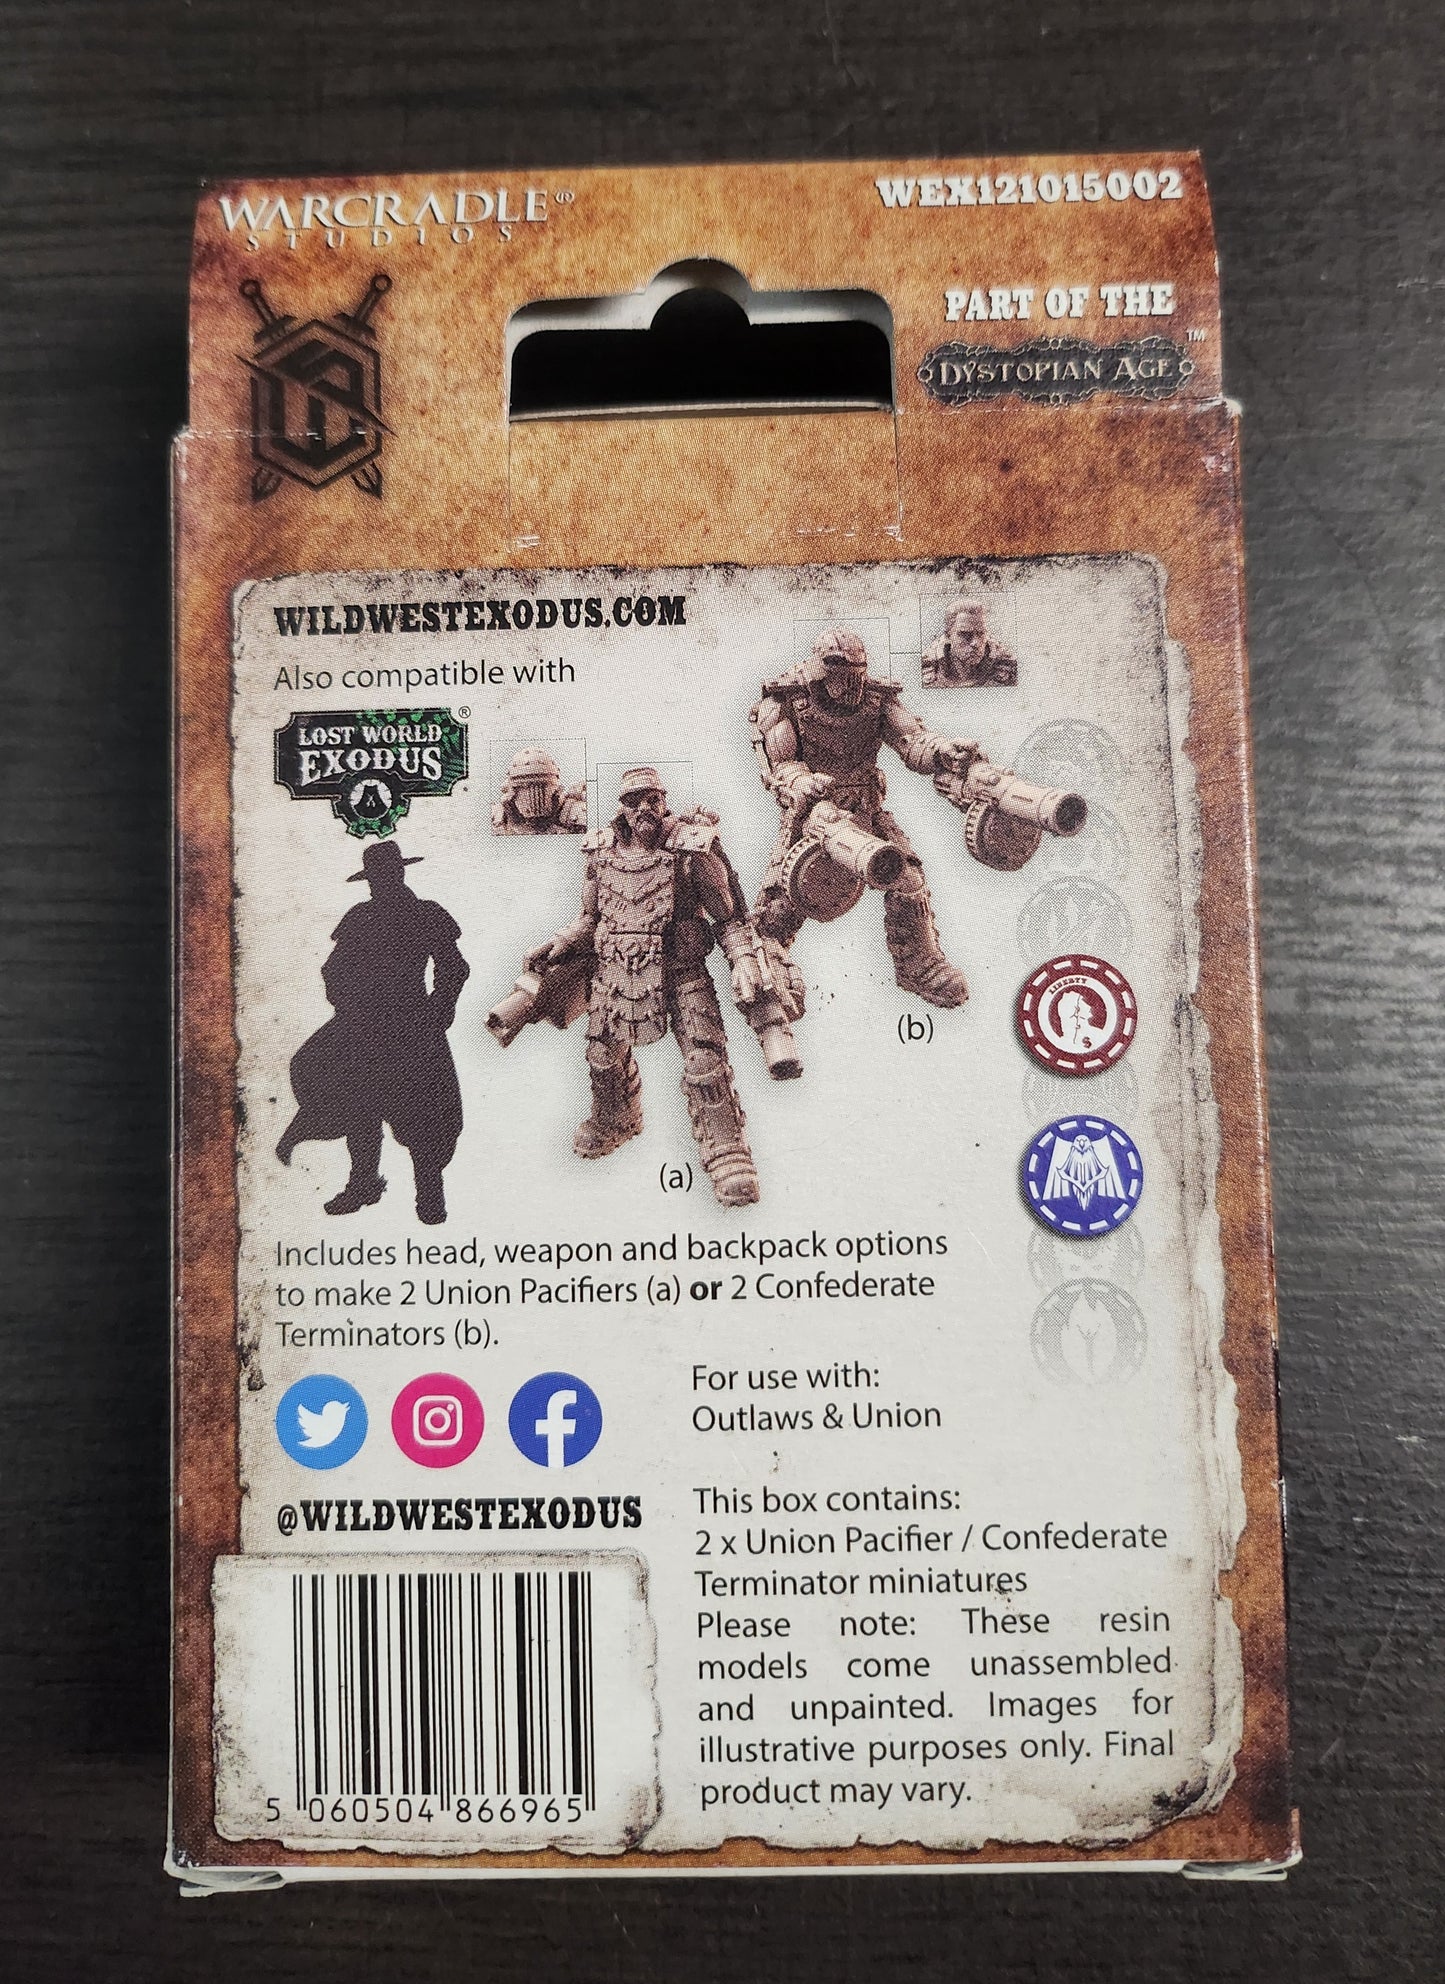 WARCRADLE®
STUDIOS
WEX121015002
PART OF THE
DYSTOPIAN AGE™
WILDWESTEXODUS.COM
Also compatible with
LOST WORLD®
EXODUS
(b)
LIBERTY
$
(a)
Includes head, weapon and backpack options
to make 2 Union Pacifiers (a) or 2 Confederate
Terminators (b).
@WILDWESTEXODUS
For use with:
Outlaws & Union
This box contains:
2 x Union Pacifier / Confederate
Terminator miniatures
Please note: These resin
models come unassembled
and unpainted. Images for
illustrative purposes only. Final
product may vary.
5 060504 866965